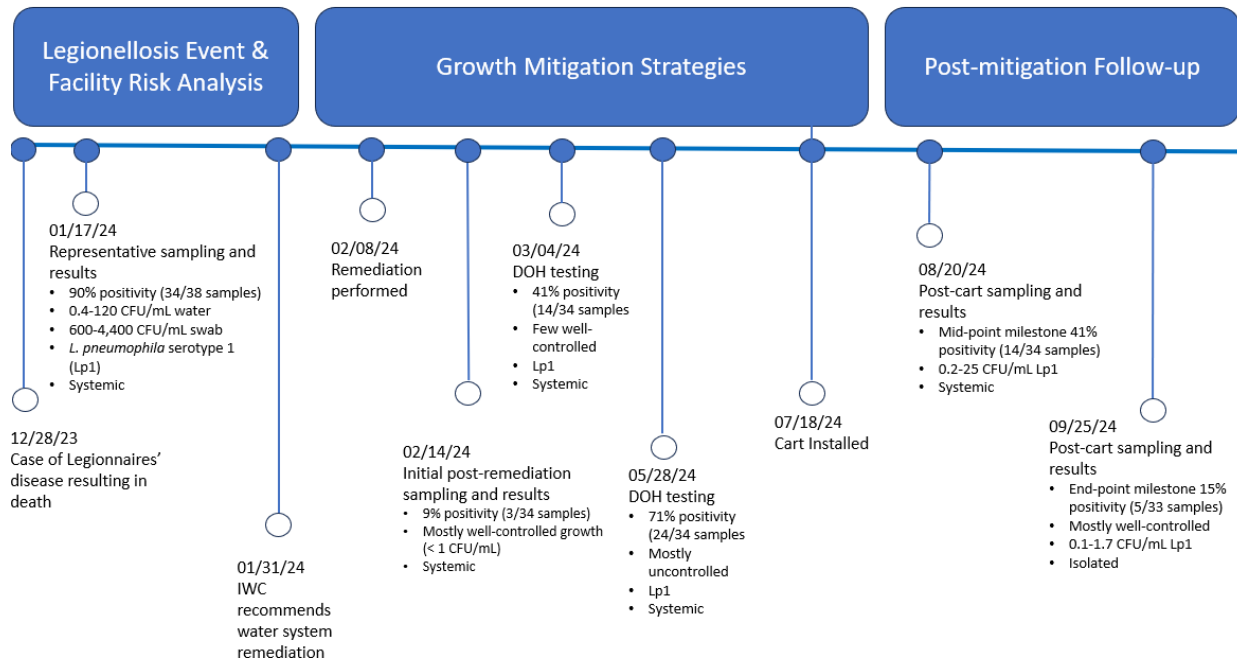 Legionellosis Event &
Facility Risk Analysis
Growth Mitigation Strategies
Post-mitigation Follow-up
12/28/23
Case of Legionnaires’
disease resulting in
death
01/17/24
Representative sampling and
results
• 90% positivity (34/38 samples)
• 0.4-120 CFU/mL water
• 600-4,400 CFU/mL swab
• L. pneumophila serotype 1
(Lp1)
• Systemic
01/31/24
IWC
recommends
water system
remediation
02/08/24
Remediation
performed
02/14/24
Initial post-remediation
sampling and results
• 9% positivity (3/34 samples)
• Mostly well-controlled growth
(< 1 CFU/mL)
• Systemic
03/04/24
DOH testing
• 41% positivity
(14/34 samples
• Few well-
controlled
• Lp1
• Systemic
05/28/24
DOH testing
• 71% positivity
(24/34 samples
• Mostly
uncontrolled
• Lp1
• Systemic
07/18/24
Cart Installed
08/20/24
Post-cart sampling and
results
• Mid-point milestone 41%
positivity (14/34 samples)
• 0.2-25 CFU/mL Lp1
• Systemic
09/25/24
Post-cart sampling and
results
• End-point milestone 15%
positivity (5/33 samples)
• Mostly well-controlled
• 0.1-1.7 CFU/mL Lp1
• Isolated